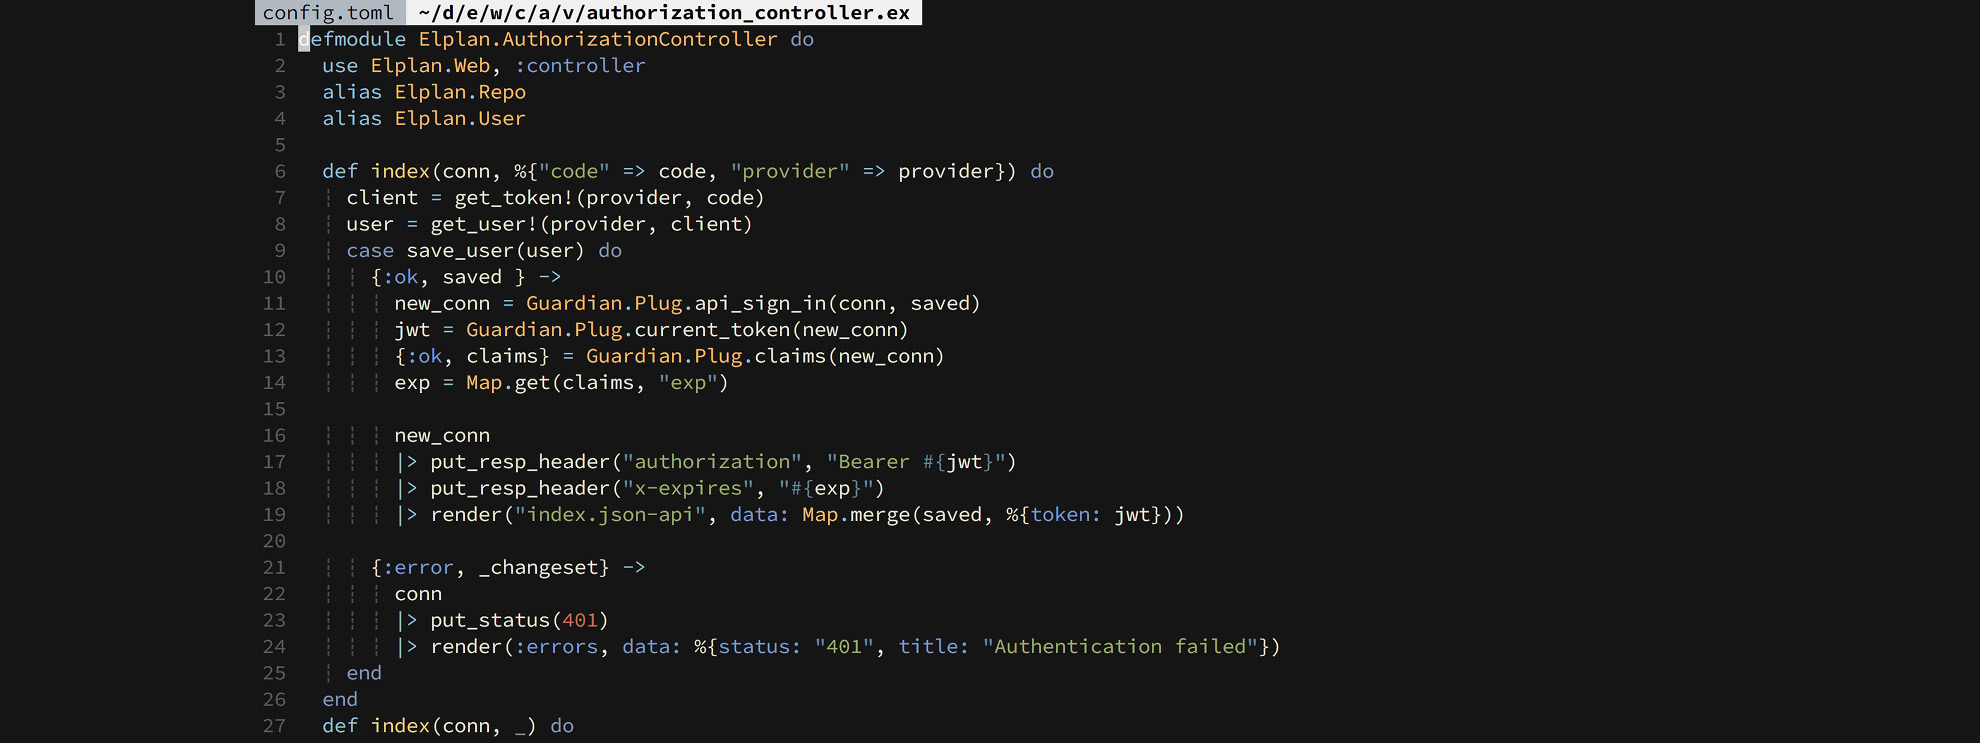 config.toml  ~/d/e/w/c/a/v/authorization_controller.ex
1 defmodule Elplan.AuthorizationController do
2   use Elplan.Web, :controller
3   alias Elplan.Repo
4   alias Elplan.User
5
6   def index(conn, %{"code" => code, "provider" => provider}) do
7     client = get_token!(provider, code)
8     user = get_user!(provider, client)
9     case save_user(user) do
10       {:ok, saved } ->
11         new_conn = Guardian.Plug.api_sign_in(conn, saved)
12         jwt = Guardian.Plug.current_token(new_conn)
13         {:ok, claims} = Guardian.Plug.claims(new_conn)
14         exp = Map.get(claims, "exp")
15
16         new_conn
17         |> put_resp_header("authorization", "Bearer #{jwt}")
18         |> put_resp_header("x-expires", "#{exp}")
19         |> render("index.json-api", data: Map.merge(saved, %{token: jwt}))
20
21       {:error, _changeset} ->
22         conn
23         |> put_status(401)
24         |> render(:errors, data: %{status: "401", title: "Authentication failed"})
25     end
26   end
27   def index(conn, _) do